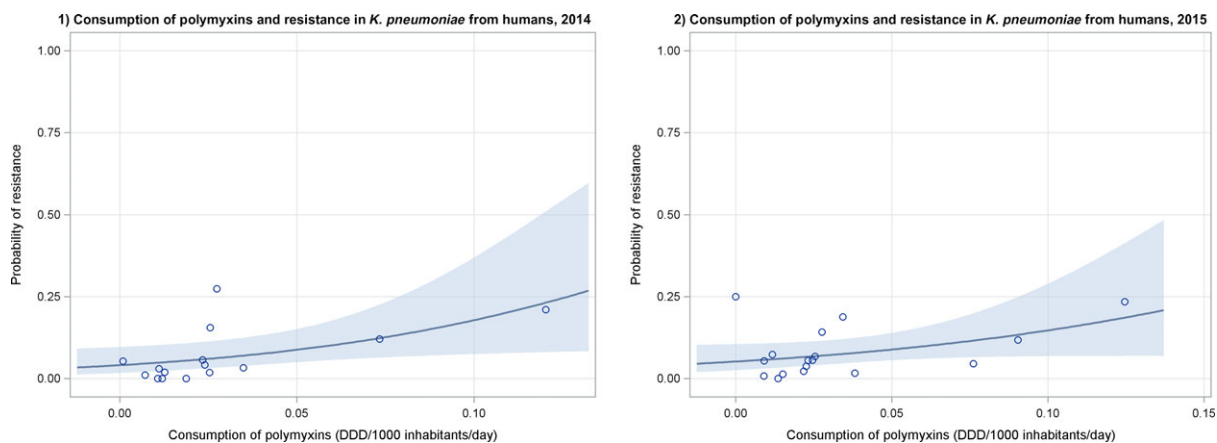 1) Consumption of polymyxins and resistance in K. pneumoniae from humans, 2014
1.00
0.75
0.50
0.25
0.00
Probability of resistance
0.00 0.05 0.10
Consumption of polymyxins (DDD/1000 inhabitants/day)
2) Consumption of polymyxins and resistance in K. pneumoniae from humans, 2015
1.00
0.75
0.50
0.25
0.00
Probability of resistance
0.00 0.05 0.10 0.15
Consumption of polymyxins (DDD/1000 inhabitants/day)